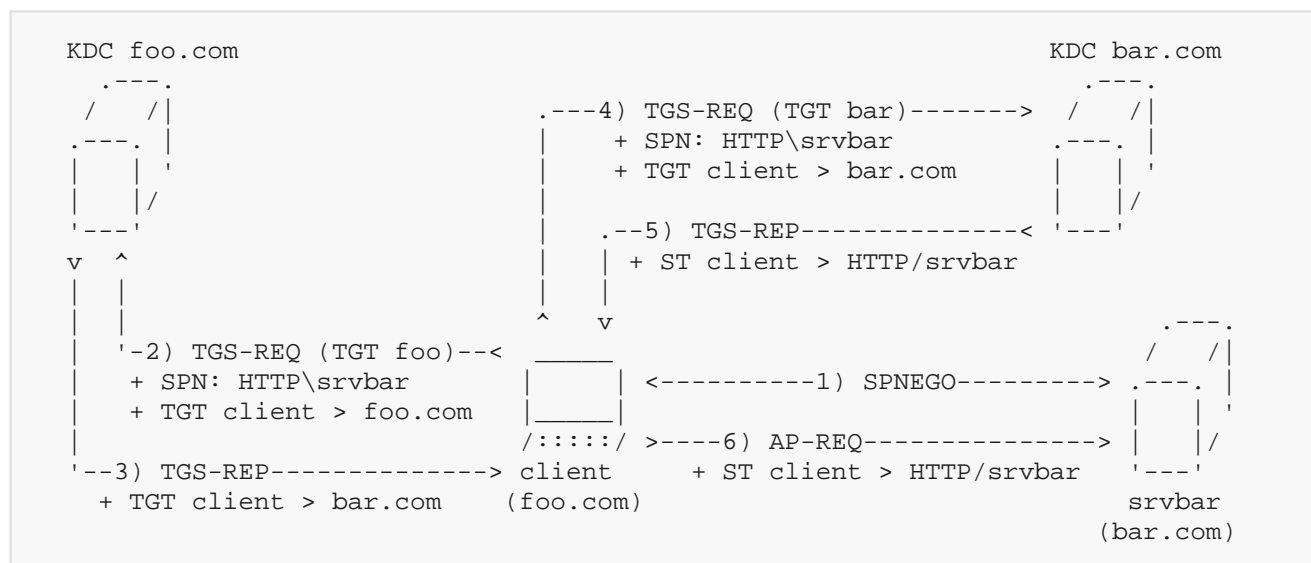 KDC foo.com KDC bar.com
4) TGS-REQ (TGT bar)
+ SPN: HTTP\srvbar
+ TGT client > bar.com
5) TGS-REP
+ ST client > HTTP/srvbar
2) TGS-REQ (TGT foo)
+ SPN: HTTP\srvbar
+ TGT client > foo.com
1) SPNEGO
6) AP-REQ
+ ST client > HTTP/srvbar
3) TGS-REP
+ TGT client > bar.com
client
(foo.com)
srvbar
(bar.com)